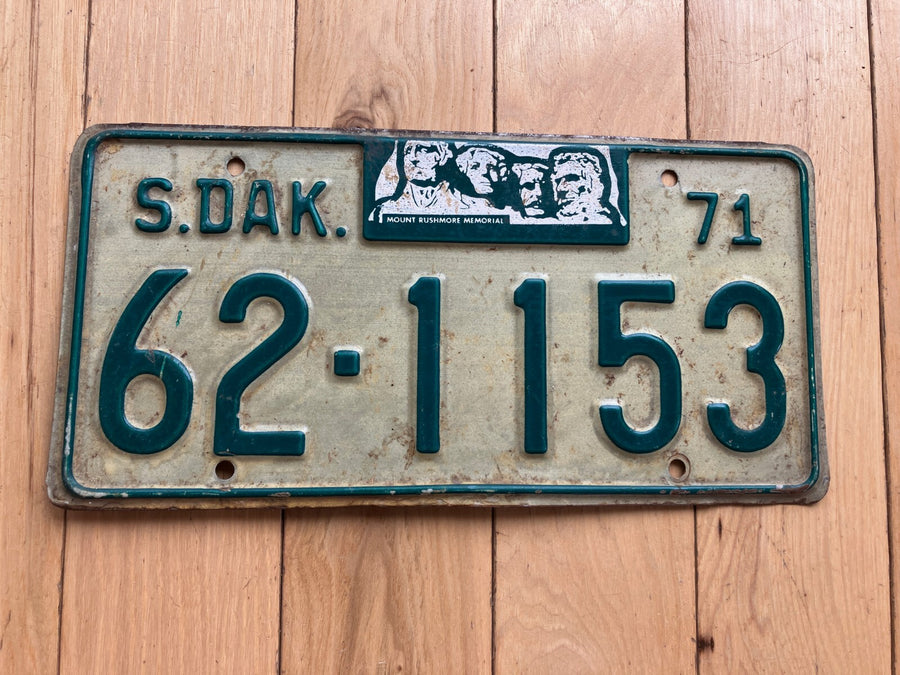 S.DAK.
MOUNT RUSHMORE MEMORIAL
71
62-1153